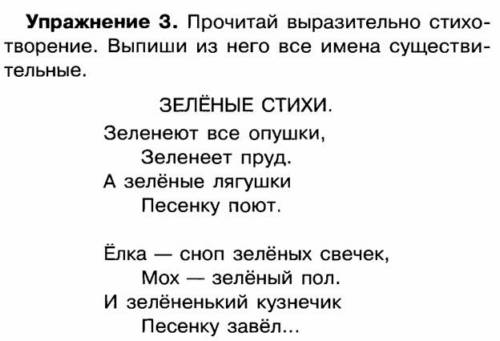 Упражнение 3. Прочитай выразительно стихо-
творение. Выпиши из него все имена существи-
тельные.
ЗЕЛЁНЫЕ СТИХИ.
Зеленеют все опушки,
Зеленеет пруд.
А зелёные лягушки
Песенку поют.
Ёлка — сноп зелёных свечек,
Мох — зелёный пол.
И зелёненький кузнечик
Песенку завёл...